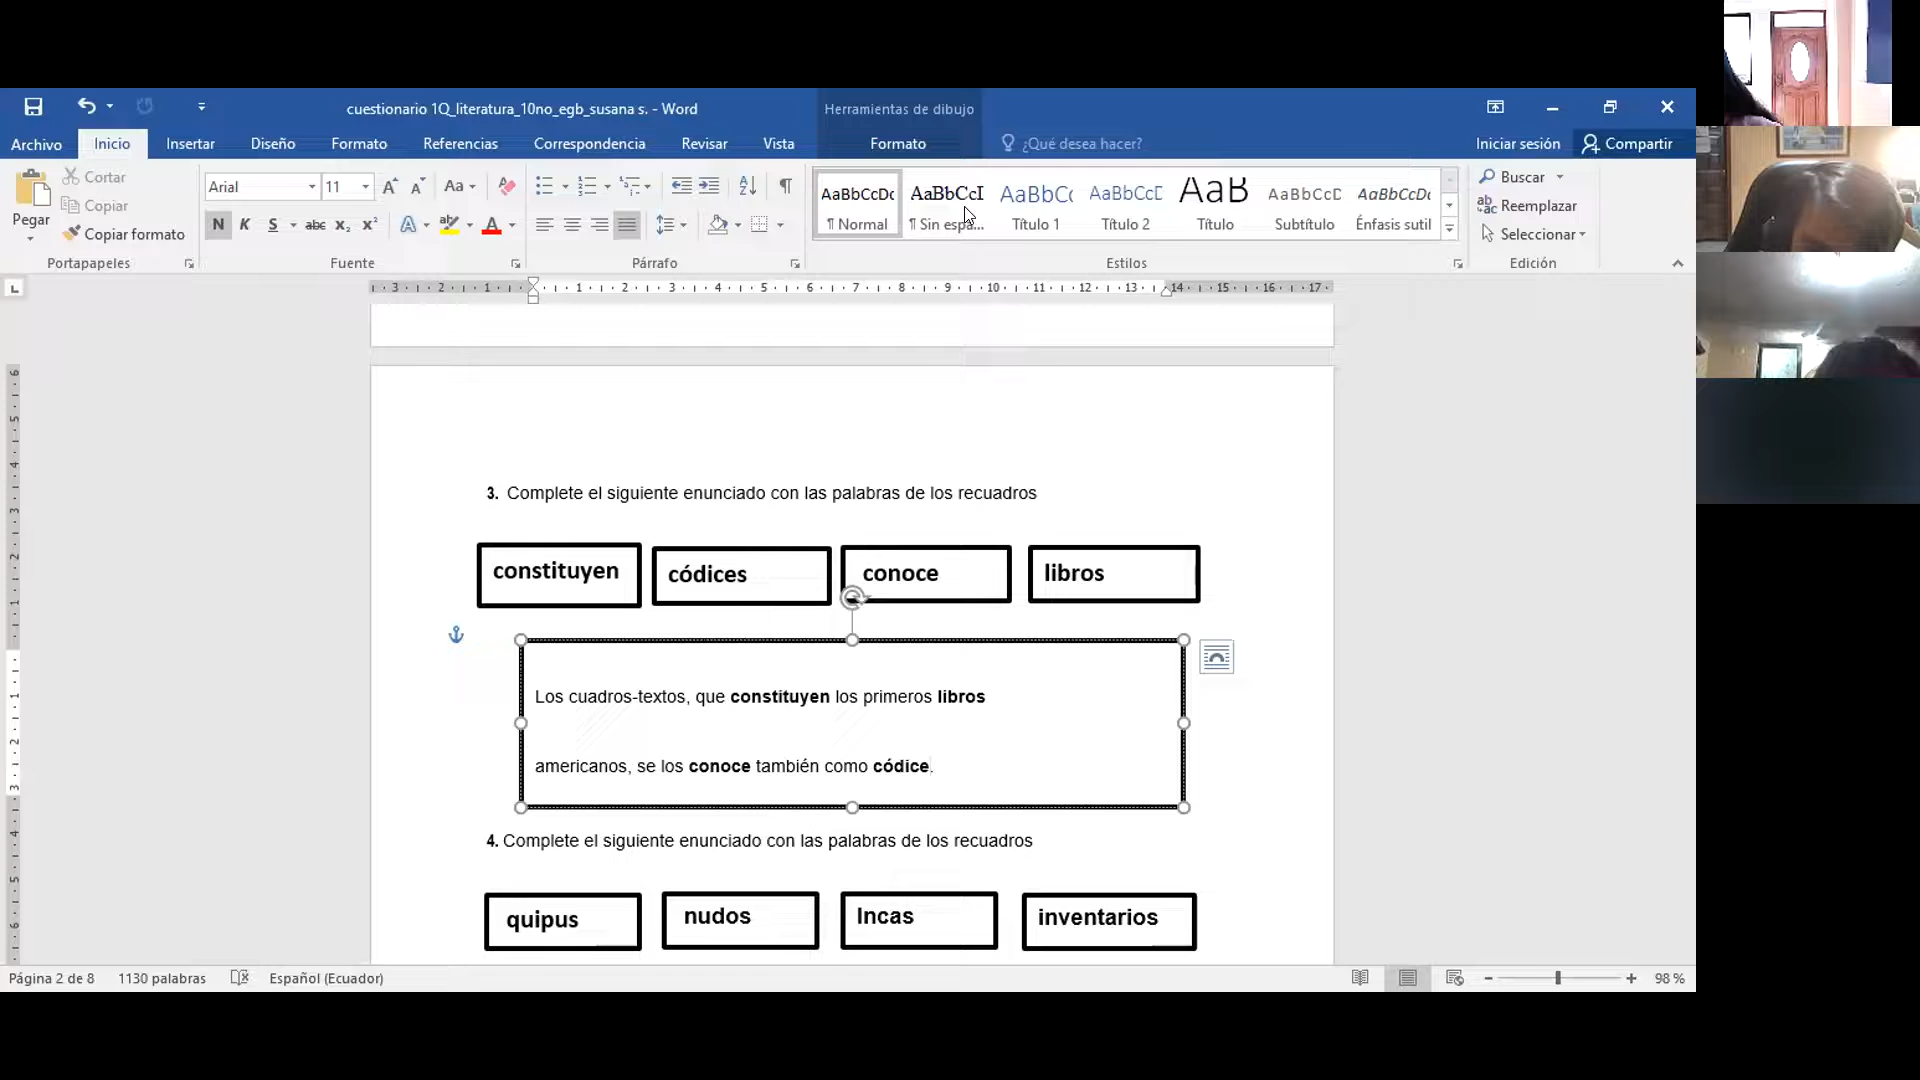 cuestionario 1Q_literatura_10no_egb_susana s. - Word
Herramientas de dibujo
Archivo Inicio Insertar Diseño Formato Referencias Correspondencia Revisar Vista Formato ¿Qué desea hacer? Iniciar sesión Compartir
Pegar
Cortar
Copiar
Copiar formato
Portapapeles
Arial 11
Fuente
Párrafo
AaBbCcDc AaBbCcI AaBbC( AaBbCcD AaB AaBbCcD AaBbCcDc
¶ Normal ¶ Sin espa... Título 1 Título 2 Título Subtítulo Énfasis sutil
Estilos
Buscar
Reemplazar
Seleccionar
Edición
3. Complete el siguiente enunciado con las palabras de los recuadros
constituyen códices conoce libros
Los cuadros-textos, que constituyen los primeros libros
americanos, se los conoce también como códice.
4. Complete el siguiente enunciado con las palabras de los recuadros
quipus nudos Incas inventarios
Página 2 de 8 1130 palabras Español (Ecuador) 98 %